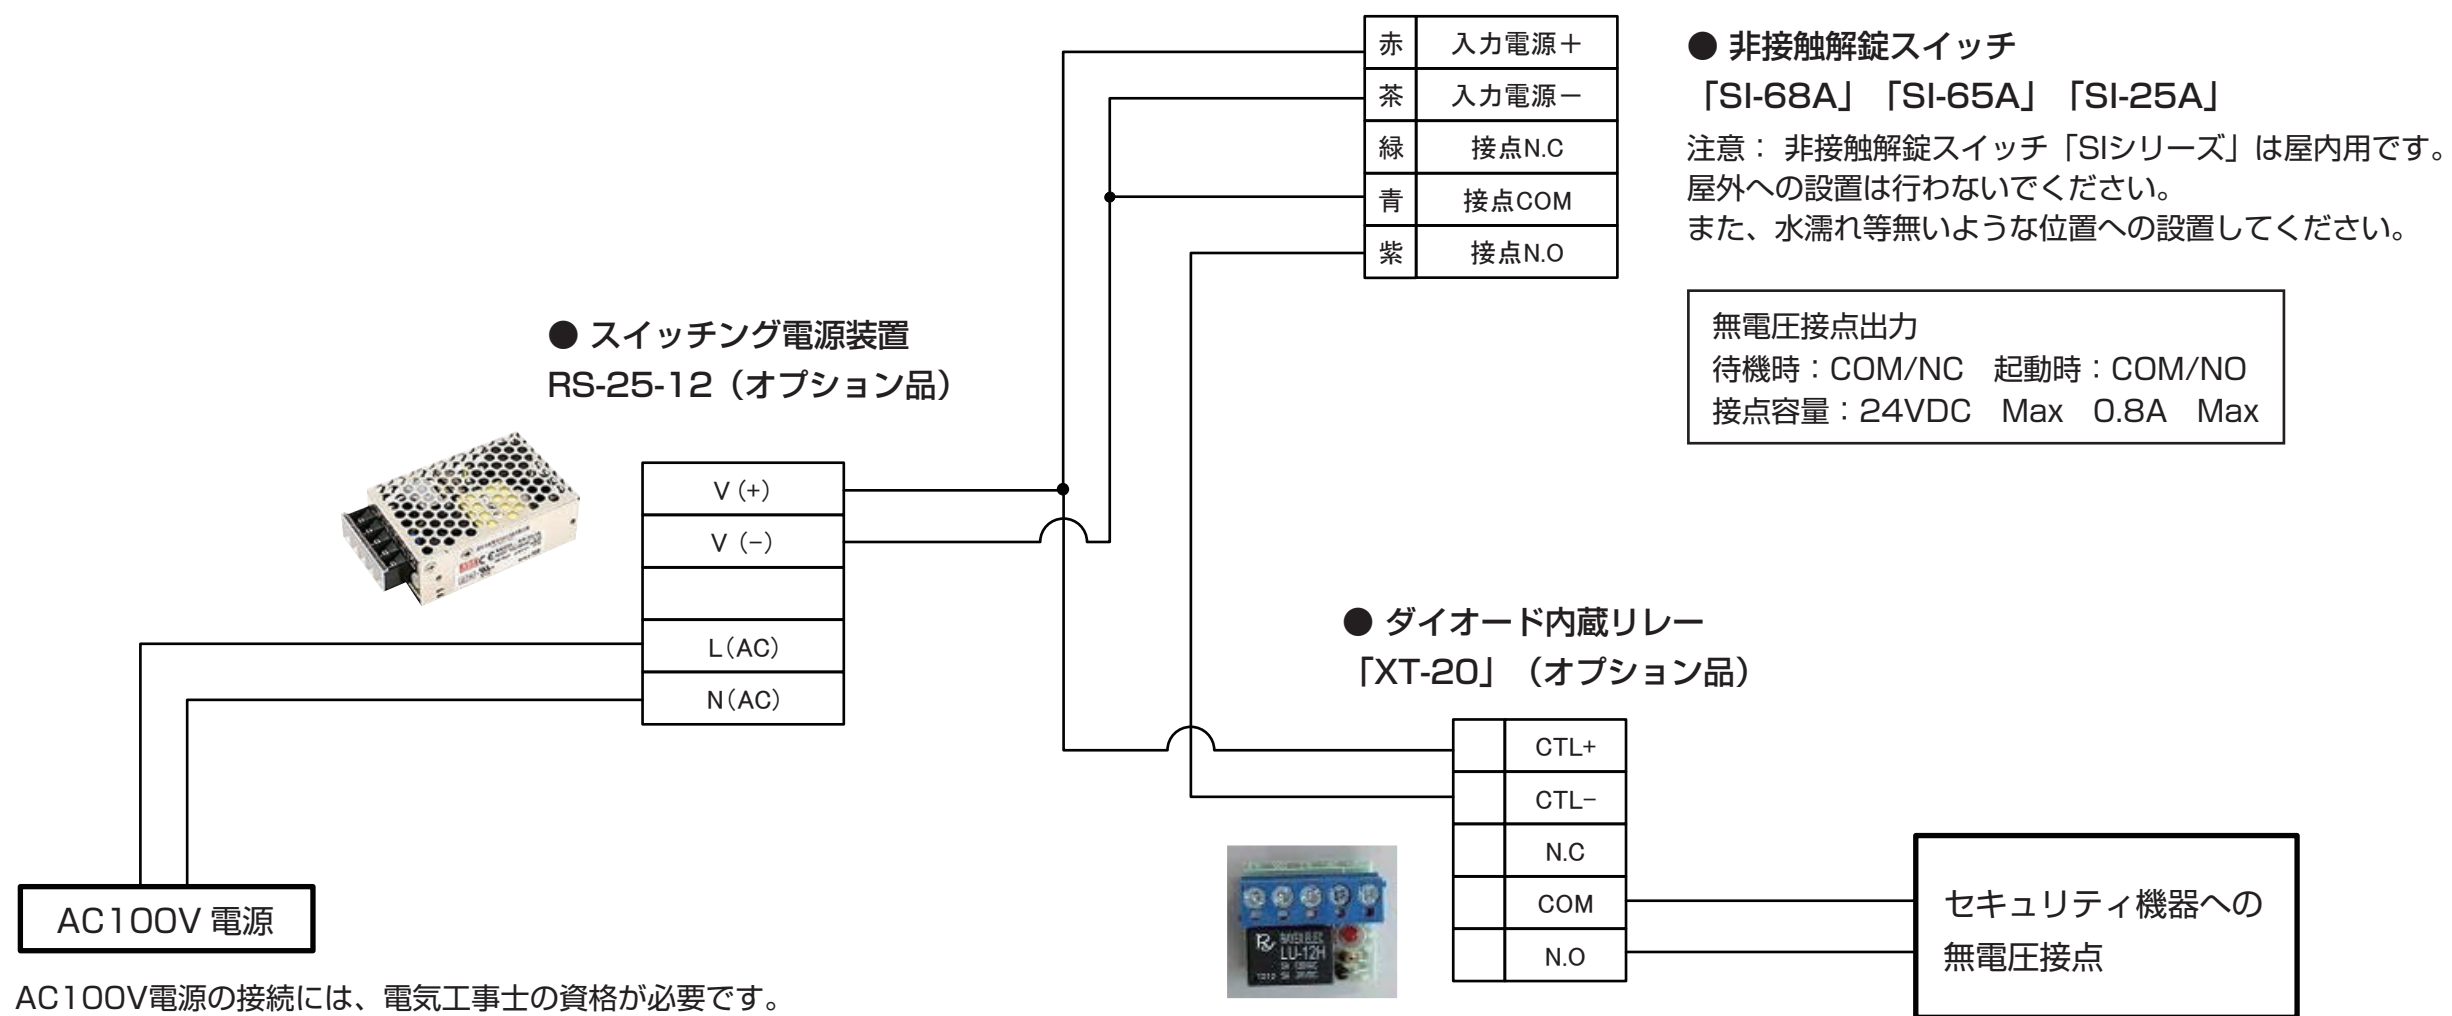 赤 入力電源＋
茶 入力電源－
緑 接点N.C
青 接点COM
紫 接点N.O
● 非接触解錠スイッチ
「SI-68A」「SI-65A」「SI-25A」
注意： 非接触解錠スイッチ「SIシリーズ」は屋内用です。
屋外への設置は行わないでください。
また、水濡れ等無いような位置への設置してください。
無電圧接点出力
待機時：COM/NC　起動時：COM/NO
接点容量：24VDC　Max　0.8A　Max
● スイッチング電源装置
RS-25-12（オプション品）
V (+)
V (−)
L(AC)
N(AC)
● ダイオード内蔵リレー
「XT-20」（オプション品）
CTL+
CTL−
N.C
COM
N.O
LU-12H
セキュリティ機器への
無電圧接点
AC100V 電源
AC100V電源の接続には、電気工事士の資格が必要です。